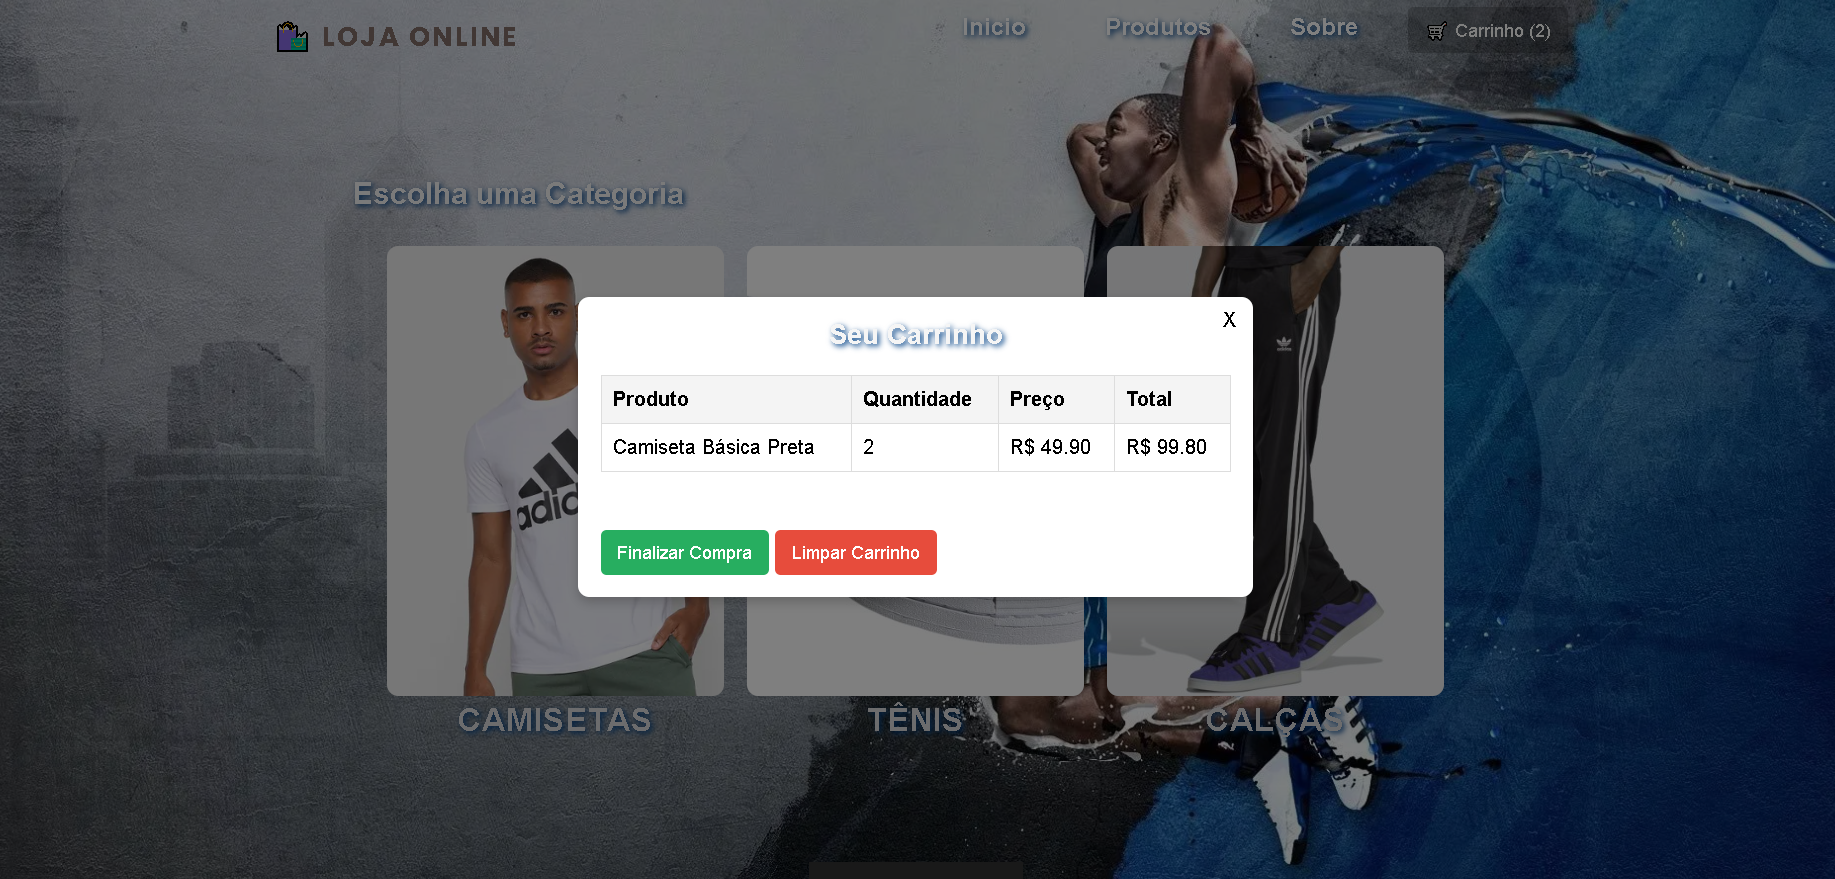 LOJA ONLINE
Inicio Produtos Sobre Carrinho (2)
Escolha uma Categoria
Seu Carrinho X
Produto Quantidade Preço Total
Camiseta Básica Preta 2 R$ 49.90 R$ 99.80
adid
Finalizar Compra Limpar Carrinho
CAMISETAS TÊNIS CALÇAS